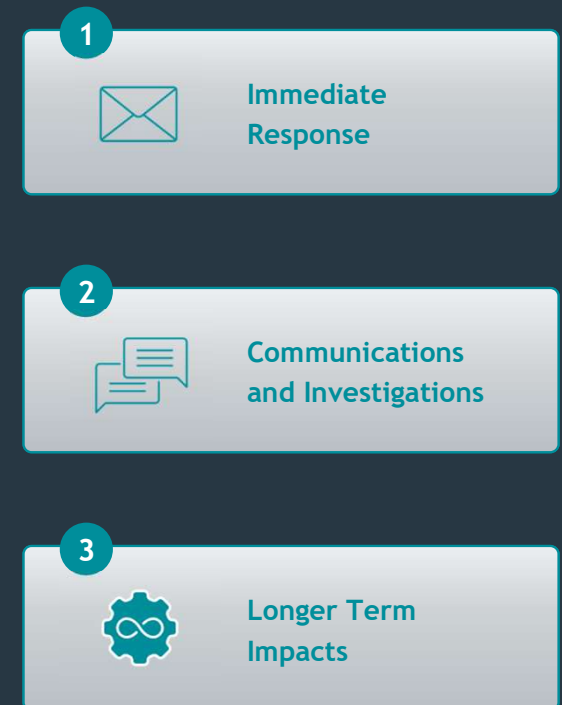 1
Immediate
Response
2
Communications
and Investigations
3
Longer Term
Impacts